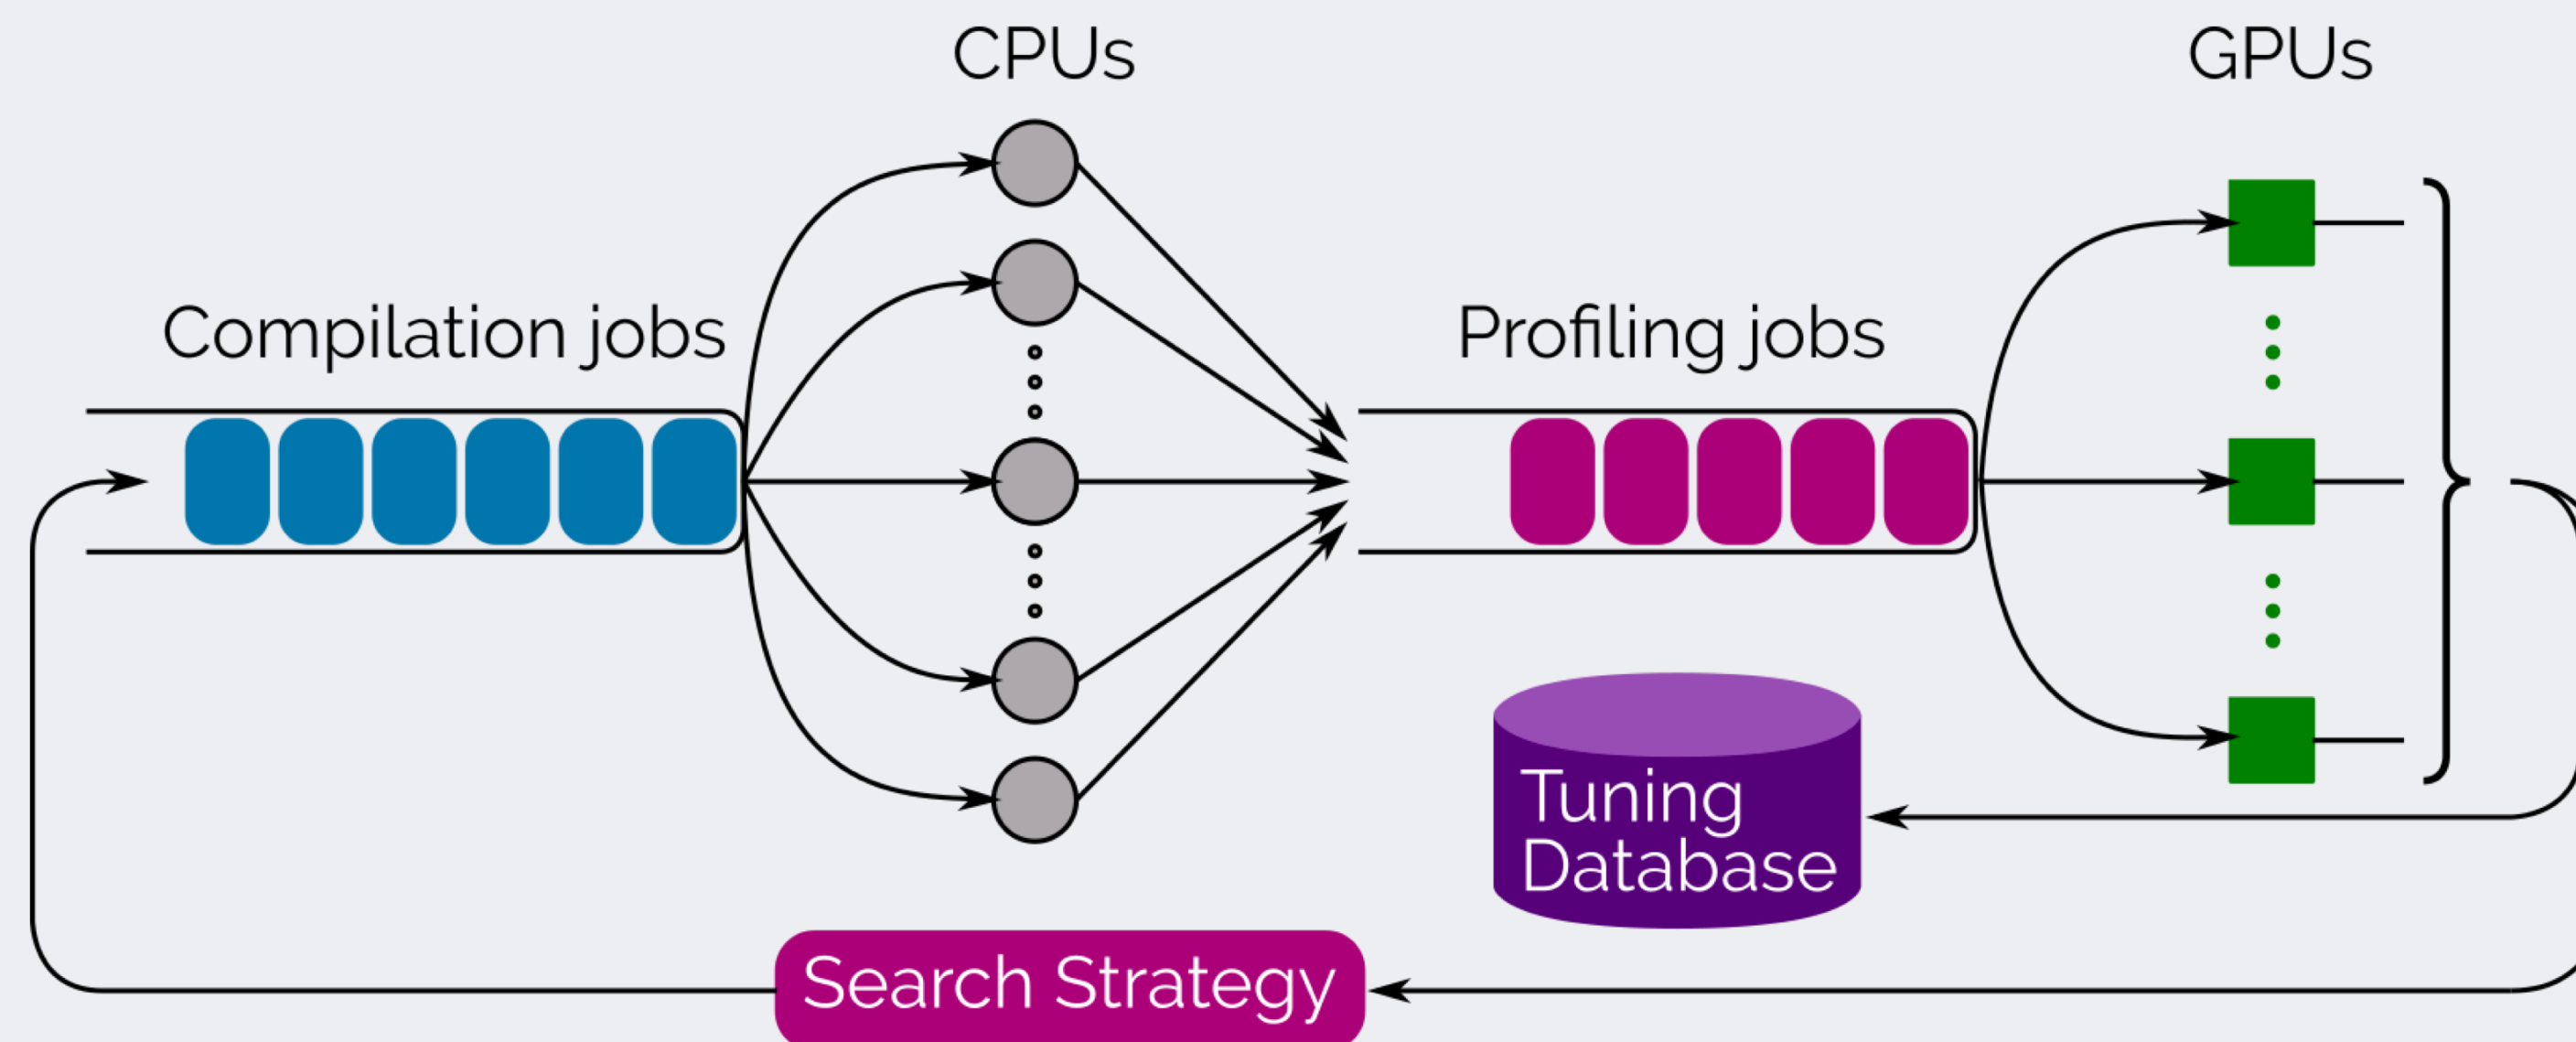 CPUs
GPUs
Compilation jobs
Profiling jobs
Tuning
Database
Search Strategy